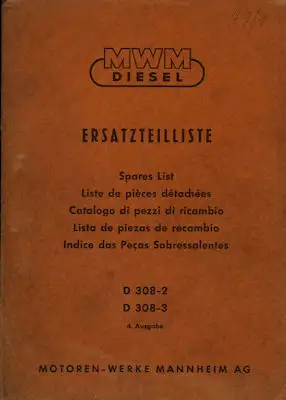 MWM
DIESEL
ERSATZTEILLISTE
Spares List
Liste de pièces détachées
Catalogo di pezzi di ricambio
Lista de piezas de recambio
Indice das Peças Sobressalentes
D 308-2
D 308-3
4. Ausgabe
MOTOREN-WERKE MANNHEIM AG